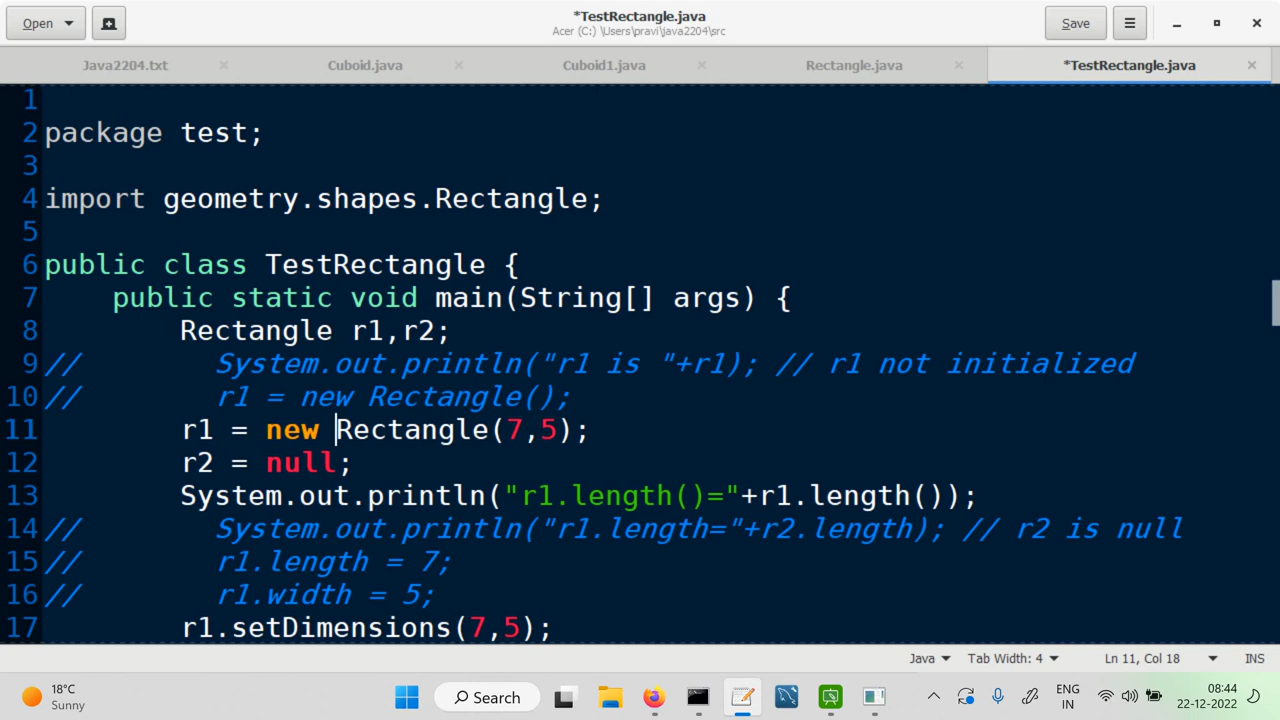 Open
*TestRectangle.java
Acer (C:) \Users\pravi\java2204\src
Save
Java2204.txt
Cuboid.java
Cuboid1.java
Rectangle.java
*TestRectangle.java
1
2 package test;
3
4 import geometry.shapes.Rectangle;
5
6 public class TestRectangle {
7     public static void main(String[] args) {
8         Rectangle r1,r2;
9 //        System.out.println("r1 is "+r1); // r1 not initialized
10 //        r1 = new Rectangle();
11         r1 = new Rectangle(7,5);
12         r2 = null;
13         System.out.println("r1.length()="+r1.length());
14 //        System.out.println("r1.length="+r2.length); // r2 is null
15 //        r1.length = 7;
16 //        r1.width = 5;
17         r1.setDimensions(7,5);
Java
Tab Width: 4
Ln 11, Col 18
INS
18°C
Sunny
Search
ENG
IN
08:44
22-12-2022